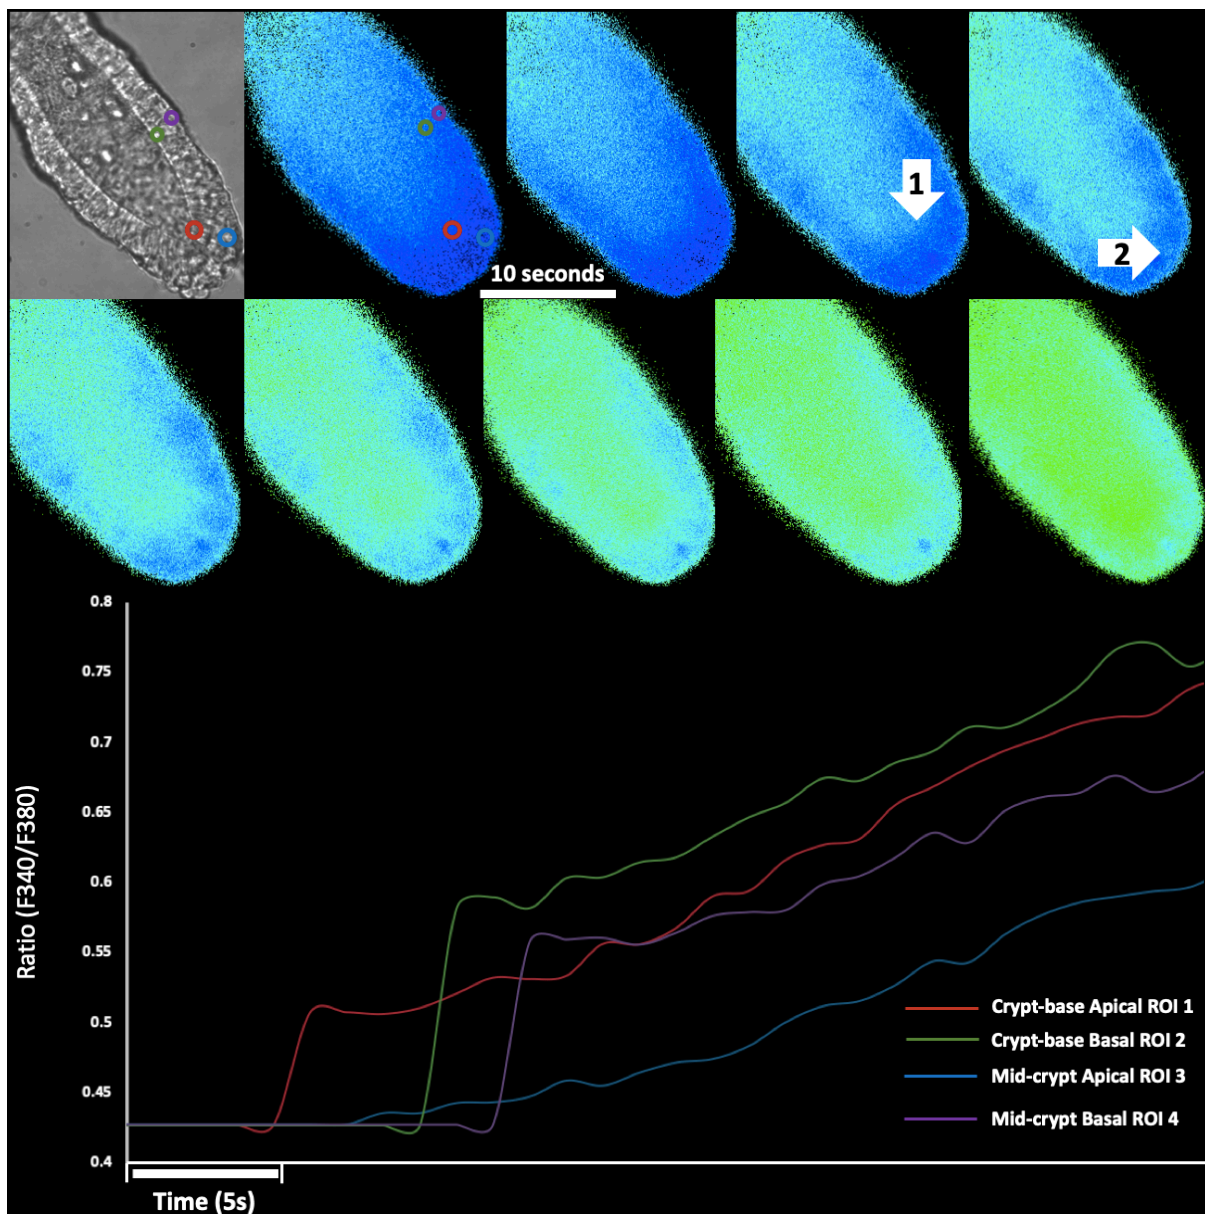 1
2
10 seconds
0.8
0.75
0.7
0.65
0.6
0.55
0.5
0.45
0.4
Ratio (F340/F380)
Crypt-base Apical ROI 1
Crypt-base Basal ROI 2
Mid-crypt Apical ROI 3
Mid-crypt Basal ROI 4
Time (5s)